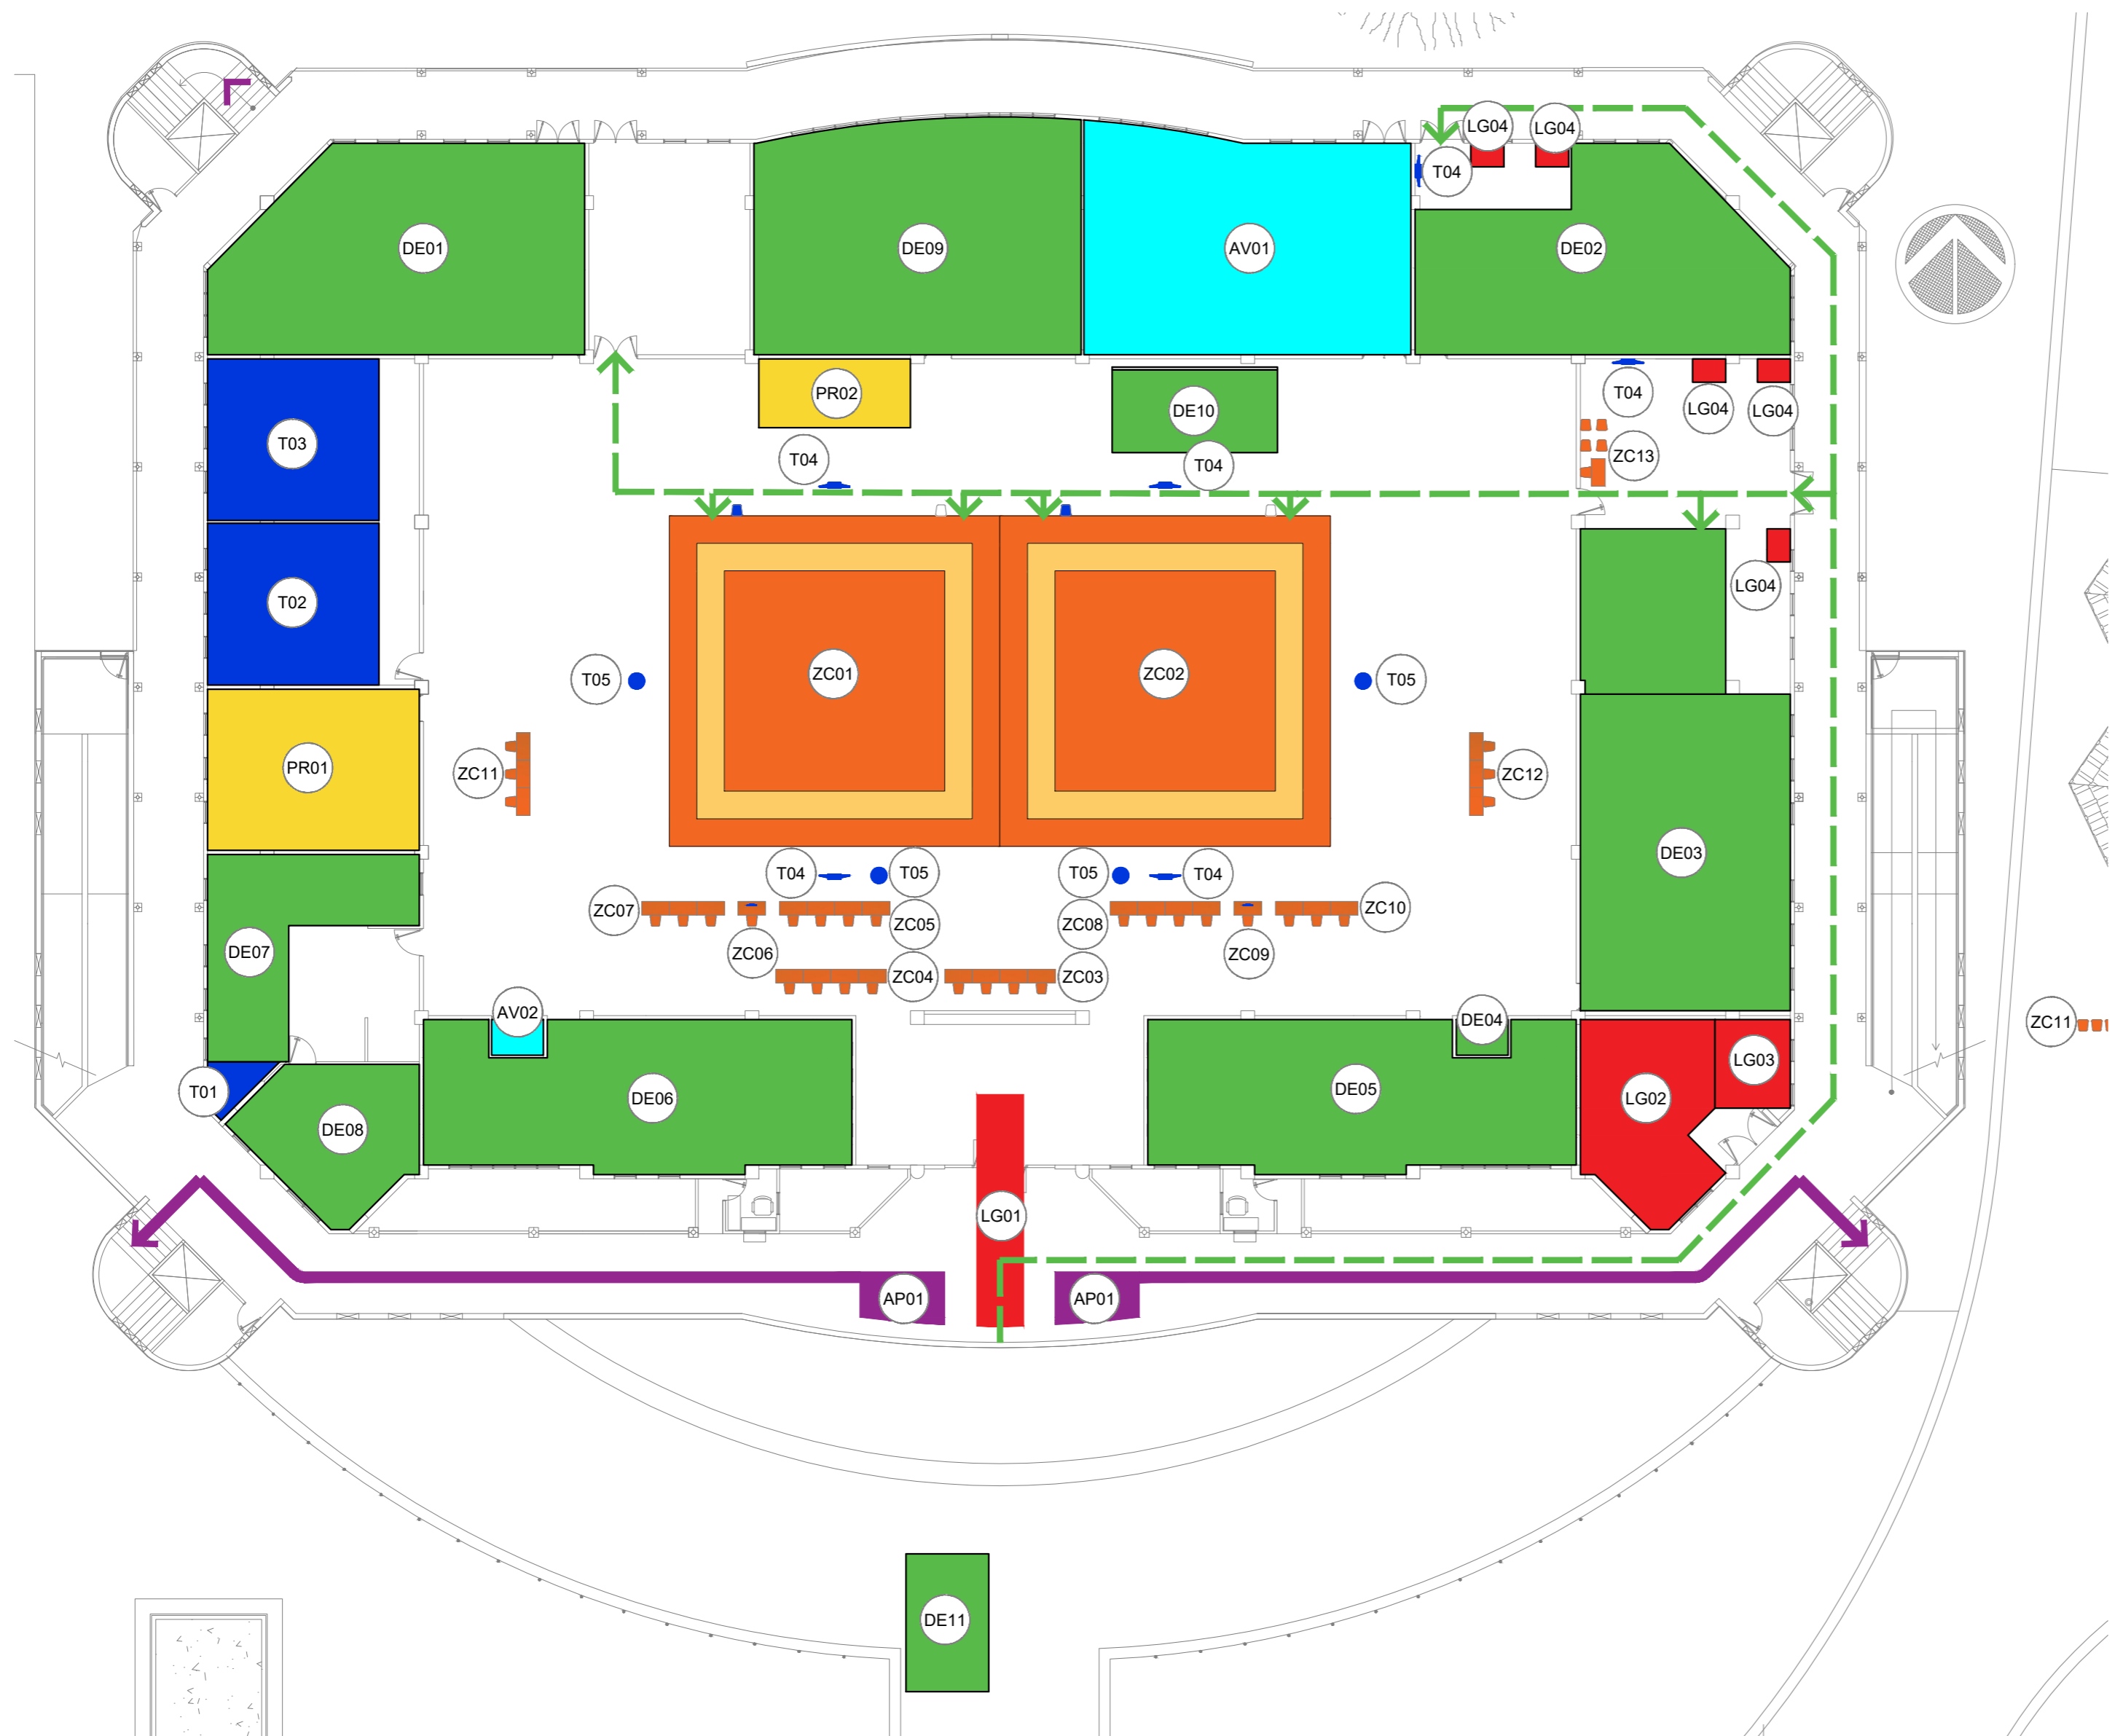 LG04
LG04
T04
DE01
DE09
AV01
DE02
PR02
DE10
T04
LG04
LG04
T03
T04
T04
ZC13
T02
LG04
T05
ZC01
ZC02
T05
PR01
ZC11
ZC12
DE03
T04
T05
T05
T04
ZC07
ZC05
ZC08
ZC10
DE07
ZC06
ZC09
ZC04
ZC03
AV02
DE04
ZC11
T01
DE06
DE05
LG02
LG03
DE08
LG01
AP01
AP01
DE11